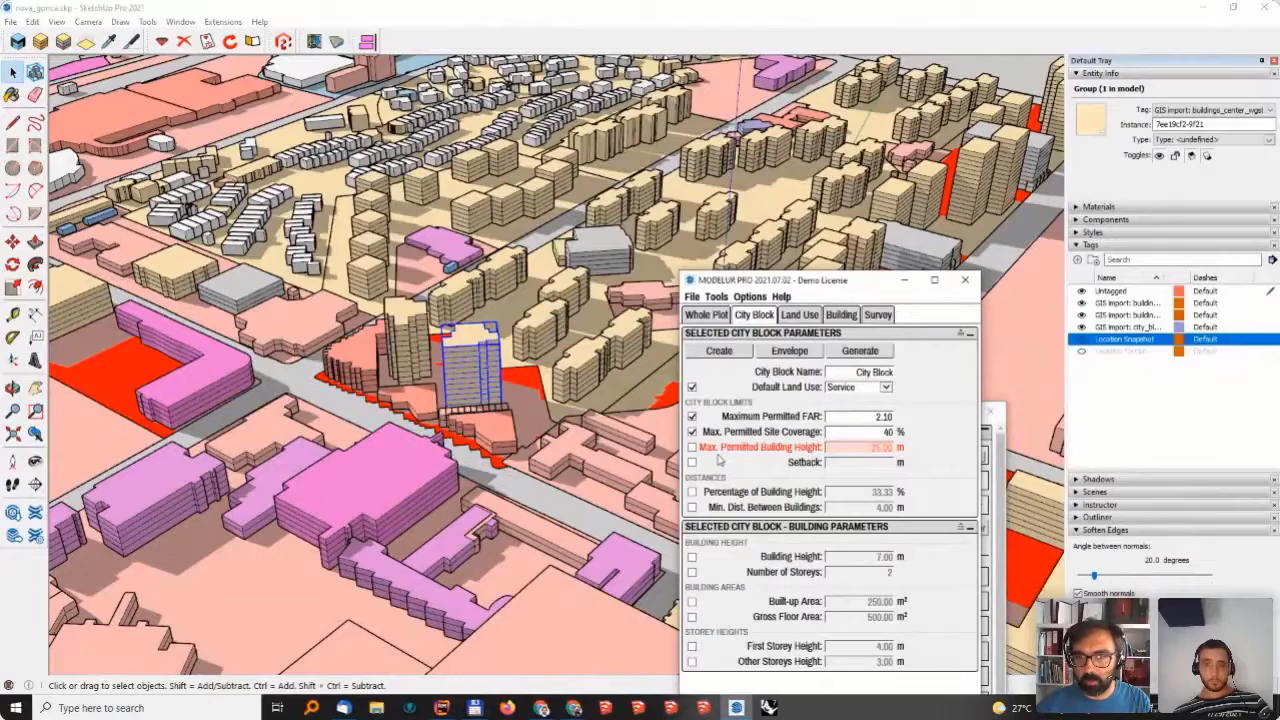 nova_gorica.skp - SketchUp Pro 2021
File Edit View Camera Draw Tools Window Extensions Help
Default Tray
Entity Info
Group (1 in model)
Tag: GIS import: buildings_center_wgs
Instance: 7ee19cf2-9f21
Type: Type: <undefined>
Toggles:
Materials
Components
Styles
Tags
Search
Name Dashes
Untagged Default
GIS import: buildin... Default
GIS import: buildin... Default
GIS import: city_bl... Default
Location Snapshot Default
Location Terrain Default
Shadows
Scenes
Instructor
Outliner
Soften Edges
Angle between normals:
20.0 degrees
Smooth normals
MODELUR PRO 2021.07.02 - Demo License
File Tools Options Help
Whole Plot City Block Land Use Building Survey
SELECTED CITY BLOCK PARAMETERS
Create Envelope Generate
City Block Name: City Block
Default Land Use: Service
CITY BLOCK LIMITS
Maximum Permitted FAR: 2.10
Max. Permitted Site Coverage: 40 %
Max. Permitted Building Height: 25.00 m
Setback: m
DISTANCES
Percentage of Building Height: 33.33 %
Min. Dist. Between Buildings: 4.00 m
SELECTED CITY BLOCK - BUILDING PARAMETERS
BUILDING HEIGHT
Building Height: 7.00 m
Number of Storeys: 2
BUILDING AREAS
Built-up Area: 250.00 m²
Gross Floor Area: 500.00 m²
STOREY HEIGHTS
First Storey Height: 4.00 m
Other Storeys Height: 3.00 m
Click or drag to select objects. Shift = Add/Subtract. Ctrl = Add. Shift + Ctrl = Subtract.
Type here to search
27°C